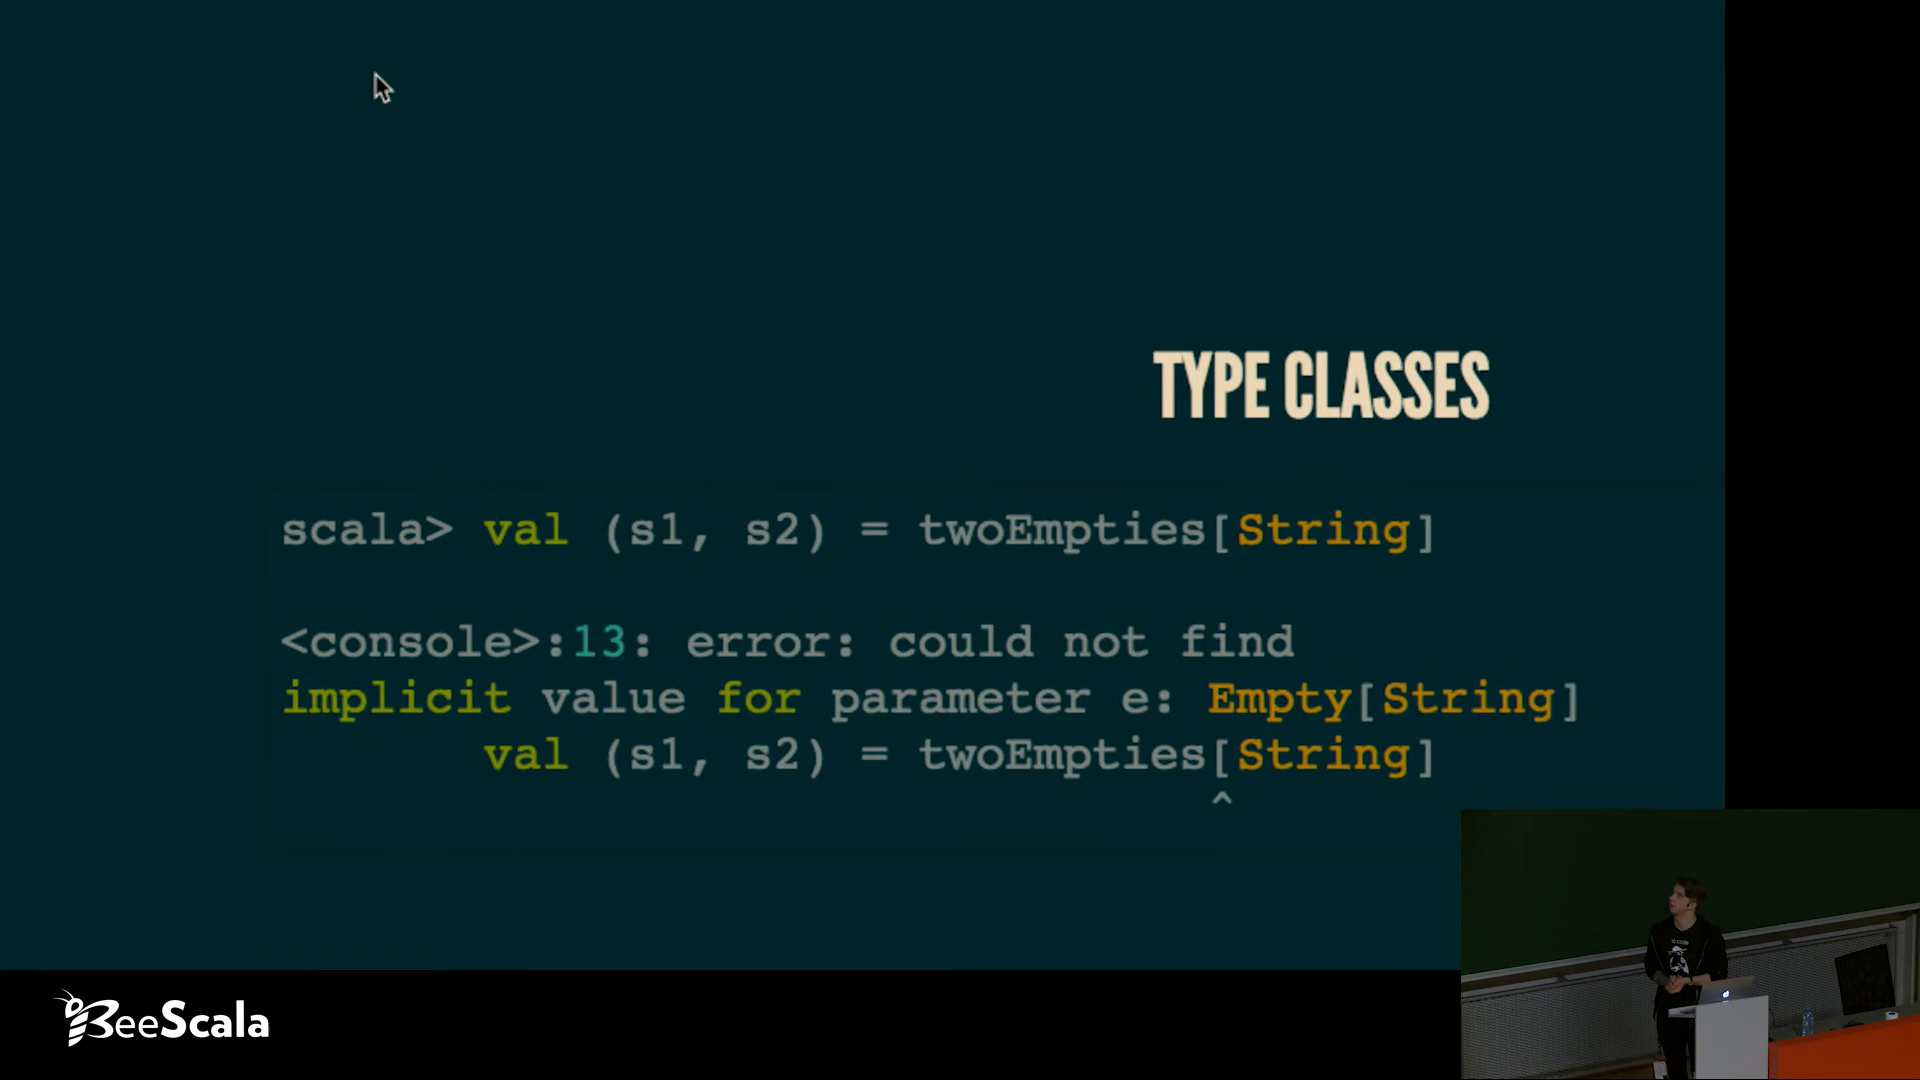 TYPE CLASSES
scala> val (s1, s2) = twoEmpties[String]
<console>:13: error: could not find
implicit value for parameter e: Empty[String]
val (s1, s2) = twoEmpties[String]
^
BeeScala